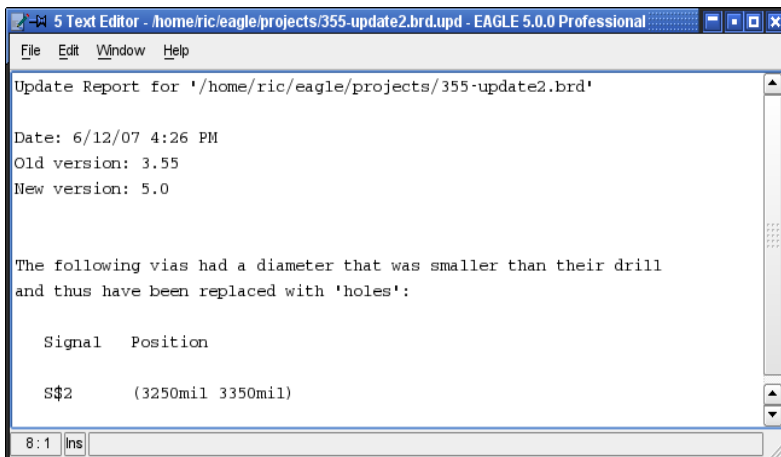 5 Text Editor - /home/ric/eagle/projects/355-update2.brd.upd - EAGLE 5.0.0 Professional
File Edit Window Help
Update Report for '/home/ric/eagle/projects/355-update2.brd'
Date: 6/12/07 4:26 PM
Old version: 3.55
New version: 5.0
The following vias had a diameter that was smaller than their drill
and thus have been replaced with 'holes':
Signal Position
S$2 (3250mil 3350mil)
8:1 Ins